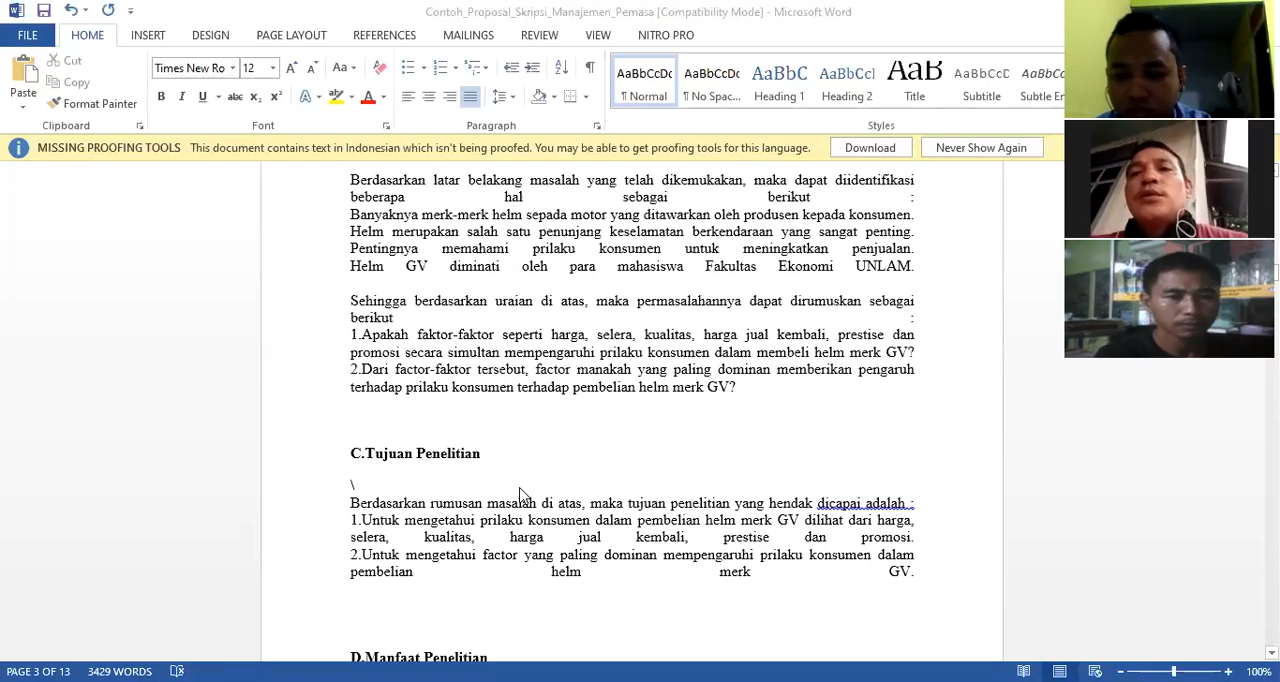 Contoh_Proposal_Skripsi_Manajemen_Pemasa [Compatibility Mode] - Microsoft Word
FILE HOME INSERT DESIGN PAGE LAYOUT REFERENCES MAILINGS REVIEW VIEW NITRO PRO
Cut
Copy
Format Painter
Paste
Times New Ro 12
AaBbCcDc AaBbCcDc AaBbC AaBbCc AaB AaBbCcD AaBbCcDc
¶ Normal ¶ No Spac... Heading 1 Heading 2 Title Subtitle Subtle Em
Clipboard Font Paragraph Styles
MISSING PROOFING TOOLS This document contains text in Indonesian which isn't being proofed. You may be able to get proofing tools for this language. Download Never Show Again
Berdasarkan latar belakang masalah yang telah dikemukakan, maka dapat diidentifikasi
beberapa hal sebagai berikut :
Banyaknya merk-merk helm sepada motor yang ditawarkan oleh produsen kepada konsumen.
Helm merupakan salah satu penunjang keselamatan berkendaraan yang sangat penting.
Pentingnya memahami prilaku konsumen untuk meningkatkan penjualan.
Helm GV diminati oleh para mahasiswa Fakultas Ekonomi UNLAM.
Sehingga berdasarkan uraian di atas, maka permasalahannya dapat dirumuskan sebagai
berikut :
1.Apakah faktor-faktor seperti harga, selera, kualitas, harga jual kembali, prestise dan
promosi secara simultan mempengaruhi prilaku konsumen dalam membeli helm merk GV?
2.Dari factor-faktor tersebut, factor manakah yang paling dominan memberikan pengaruh
terhadap prilaku konsumen terhadap pembelian helm merk GV?
C.Tujuan Penelitian
\
Berdasarkan rumusan masalah di atas, maka tujuan penelitian yang hendak dicapai adalah :
1.Untuk mengetahui prilaku konsumen dalam pembelian helm merk GV dilihat dari harga,
selera, kualitas, harga jual kembali, prestise dan promosi.
2.Untuk mengetahui factor yang paling dominan mempengaruhi prilaku konsumen dalam
pembelian helm merk GV.
D.Manfaat Penelitian
PAGE 3 OF 13 3429 WORDS 100%